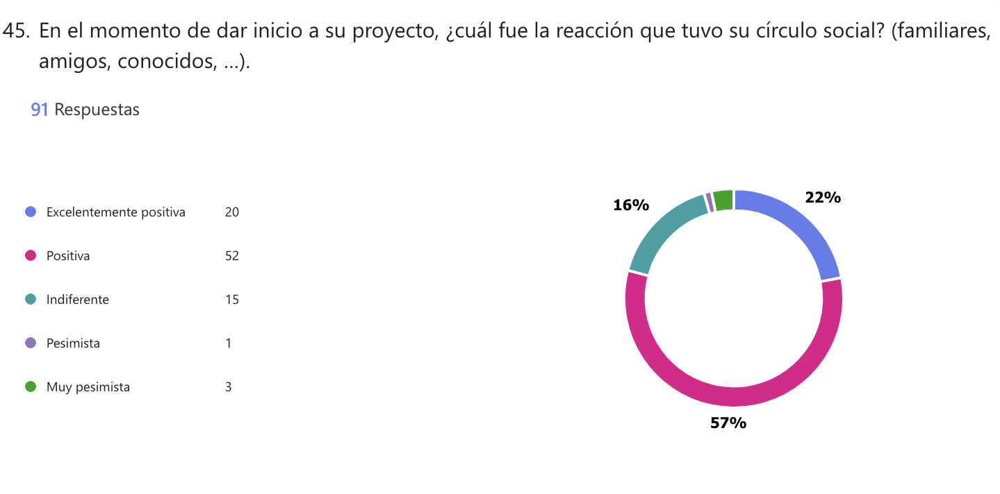 45. En el momento de dar inicio a su proyecto, ¿cuál fue la reacción que tuvo su círculo social? (familiares,
amigos, conocidos, ...).
91 Respuestas
Excelentemente positiva 20
Positiva 52
Indiferente 15
Pesimista 1
Muy pesimista 3
16%
22%
57%